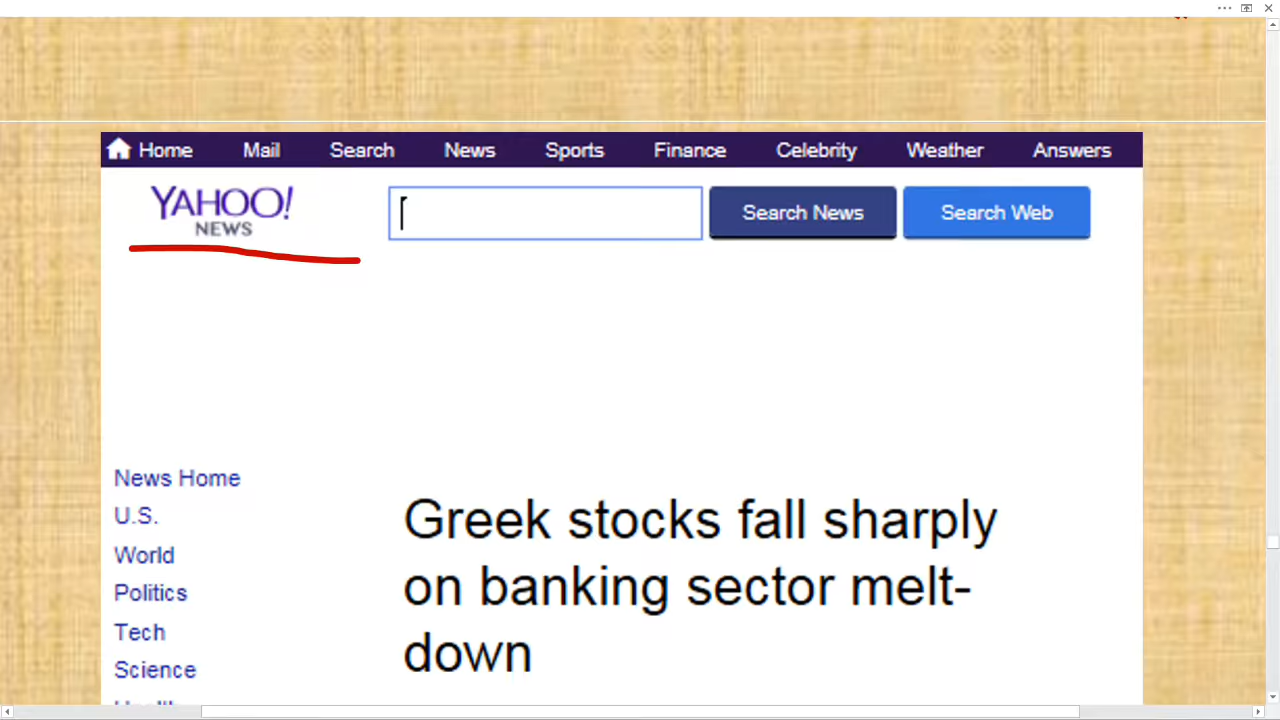 Home Mail Search News Sports Finance Celebrity Weather Answers
YAHOO!
NEWS
Search News Search Web
News Home
U.S.
World
Politics
Tech
Science
Greek stocks fall sharply
on banking sector melt-
down